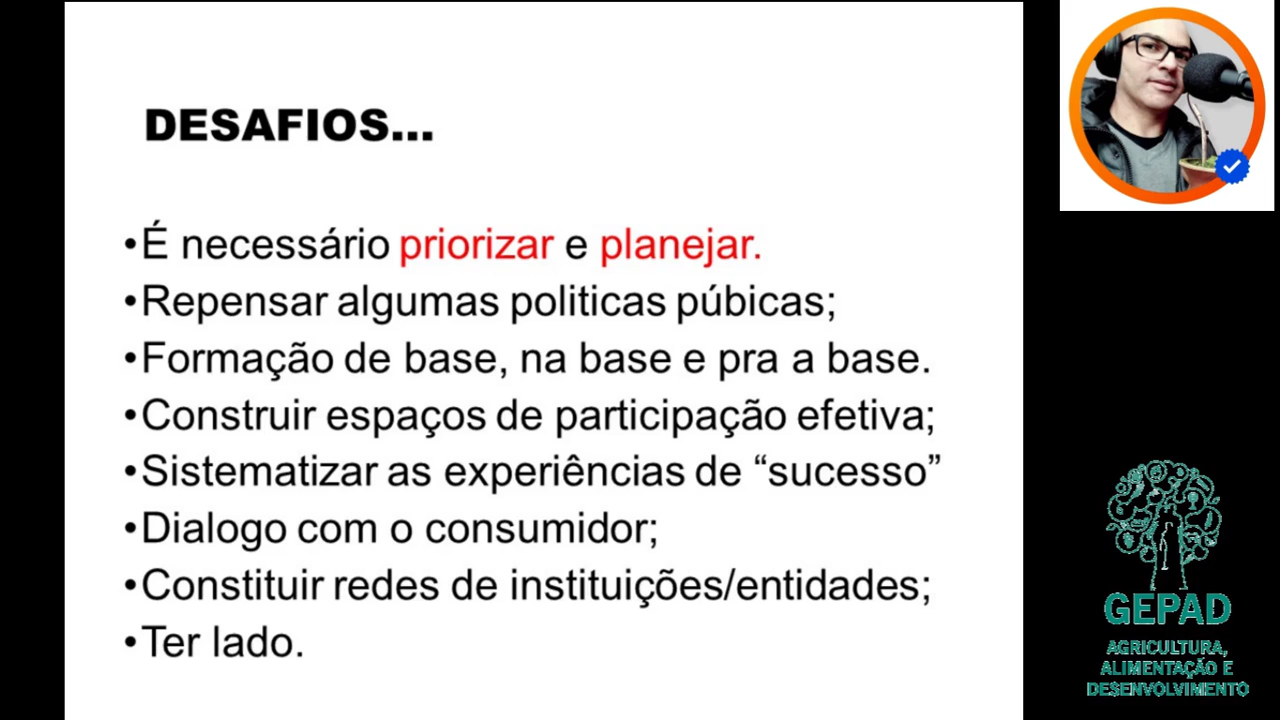 DESAFIOS...
•É necessário priorizar e planejar.
•Repensar algumas politicas púbicas;
•Formação de base, na base e pra a base.
•Construir espaços de participação efetiva;
•Sistematizar as experiências de “sucesso”
•Dialogo com o consumidor;
•Constituir redes de instituições/entidades;
•Ter lado.
GEPAD
AGRICULTURA,
ALIMENTAÇÃO E
DESENVOLVIMENTO